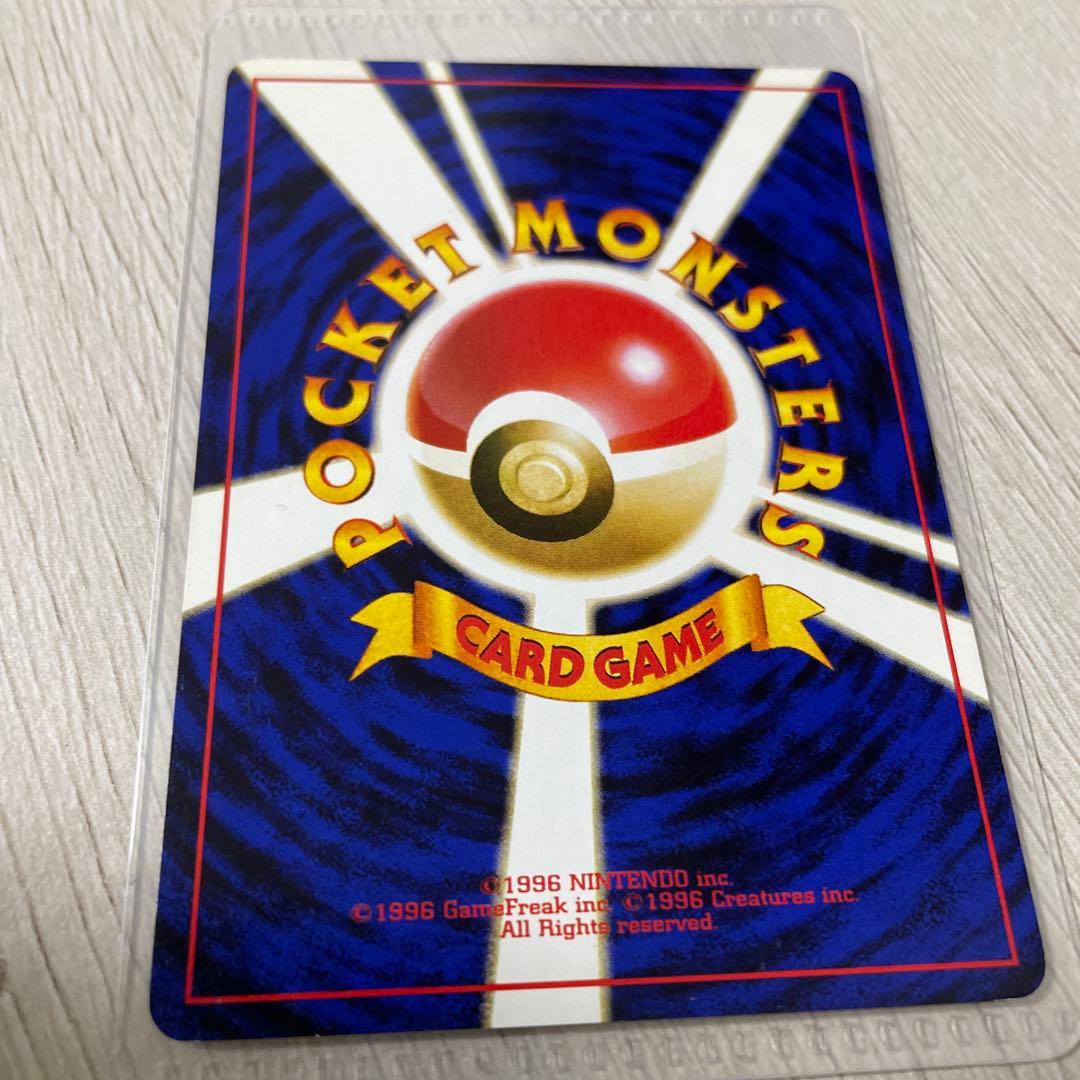 POCKET MONSTERS
CARD GAME
©1996 NINTENDO inc.
©1996 GameFreak inc. ©1996 Creatures inc.
All Rights reserved.